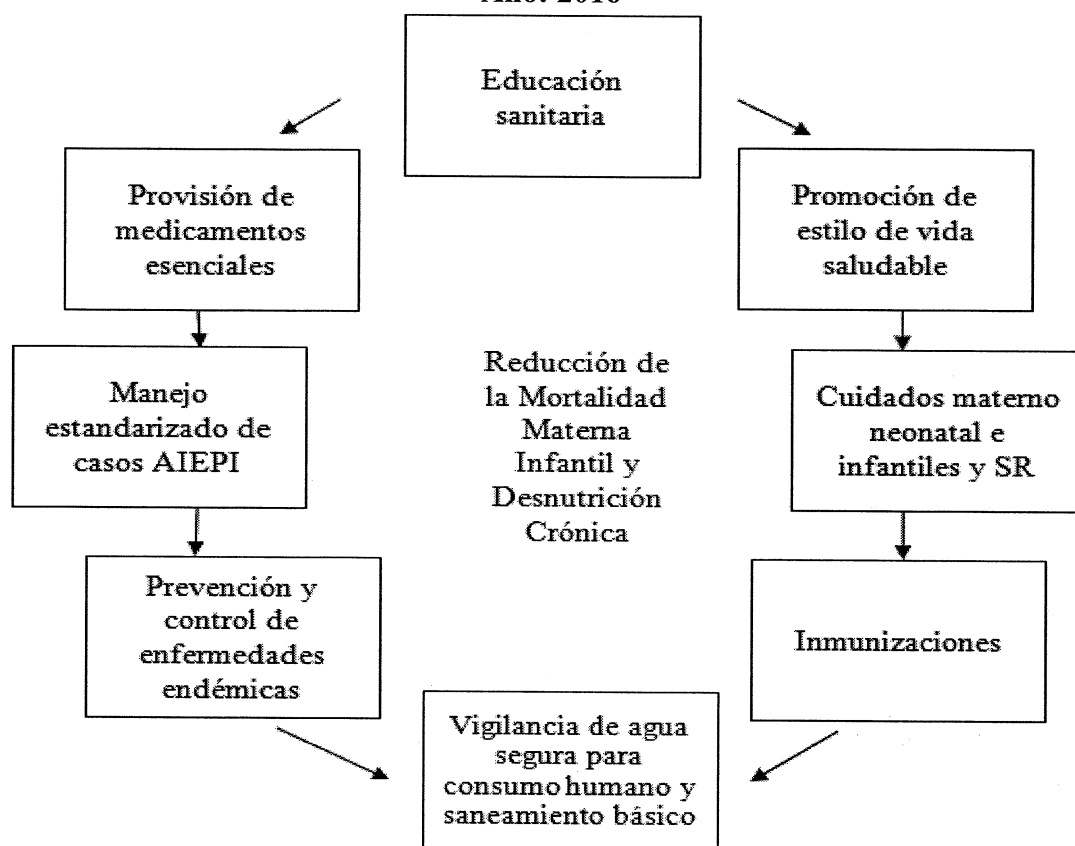 Educación
sanitaria
Provisión de
medicamentos
esenciales
Promoción de
estilo de vida
saludable
Manejo
estandarizado de
casos AIEPI
Reducción de
la Mortalidad
Materna
Infantil y
Desnutrición
Crónica
Cuidados materno
neonatal e
infantiles y SR
Prevención y
control de
enfermedades
endémicas
Inmunizaciones
Vigilancia de agua
segura para
consumo humano y
saneamiento básico